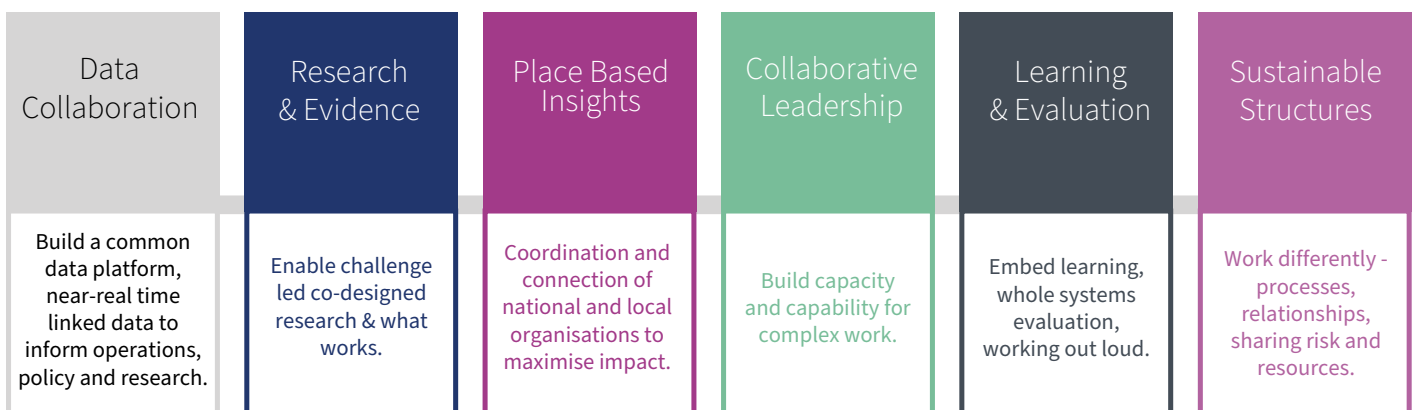 Data
Collaboration
Build a common
data platform,
near-real time
linked data to
inform operations,
policy and research.
Research
& Evidence
Enable challenge
led co-designed
research & what
works.
Place Based
Insights
Coordination and
connection of
national and local
organisations to
maximise impact.
Collaborative
Leadership
Build capacity
and capability for
complex work.
Learning
& Evaluation
Embed learning,
whole systems
evaluation,
working out loud.
Sustainable
Structures
Work differently -
processes,
relationships,
sharing risk and
resources.